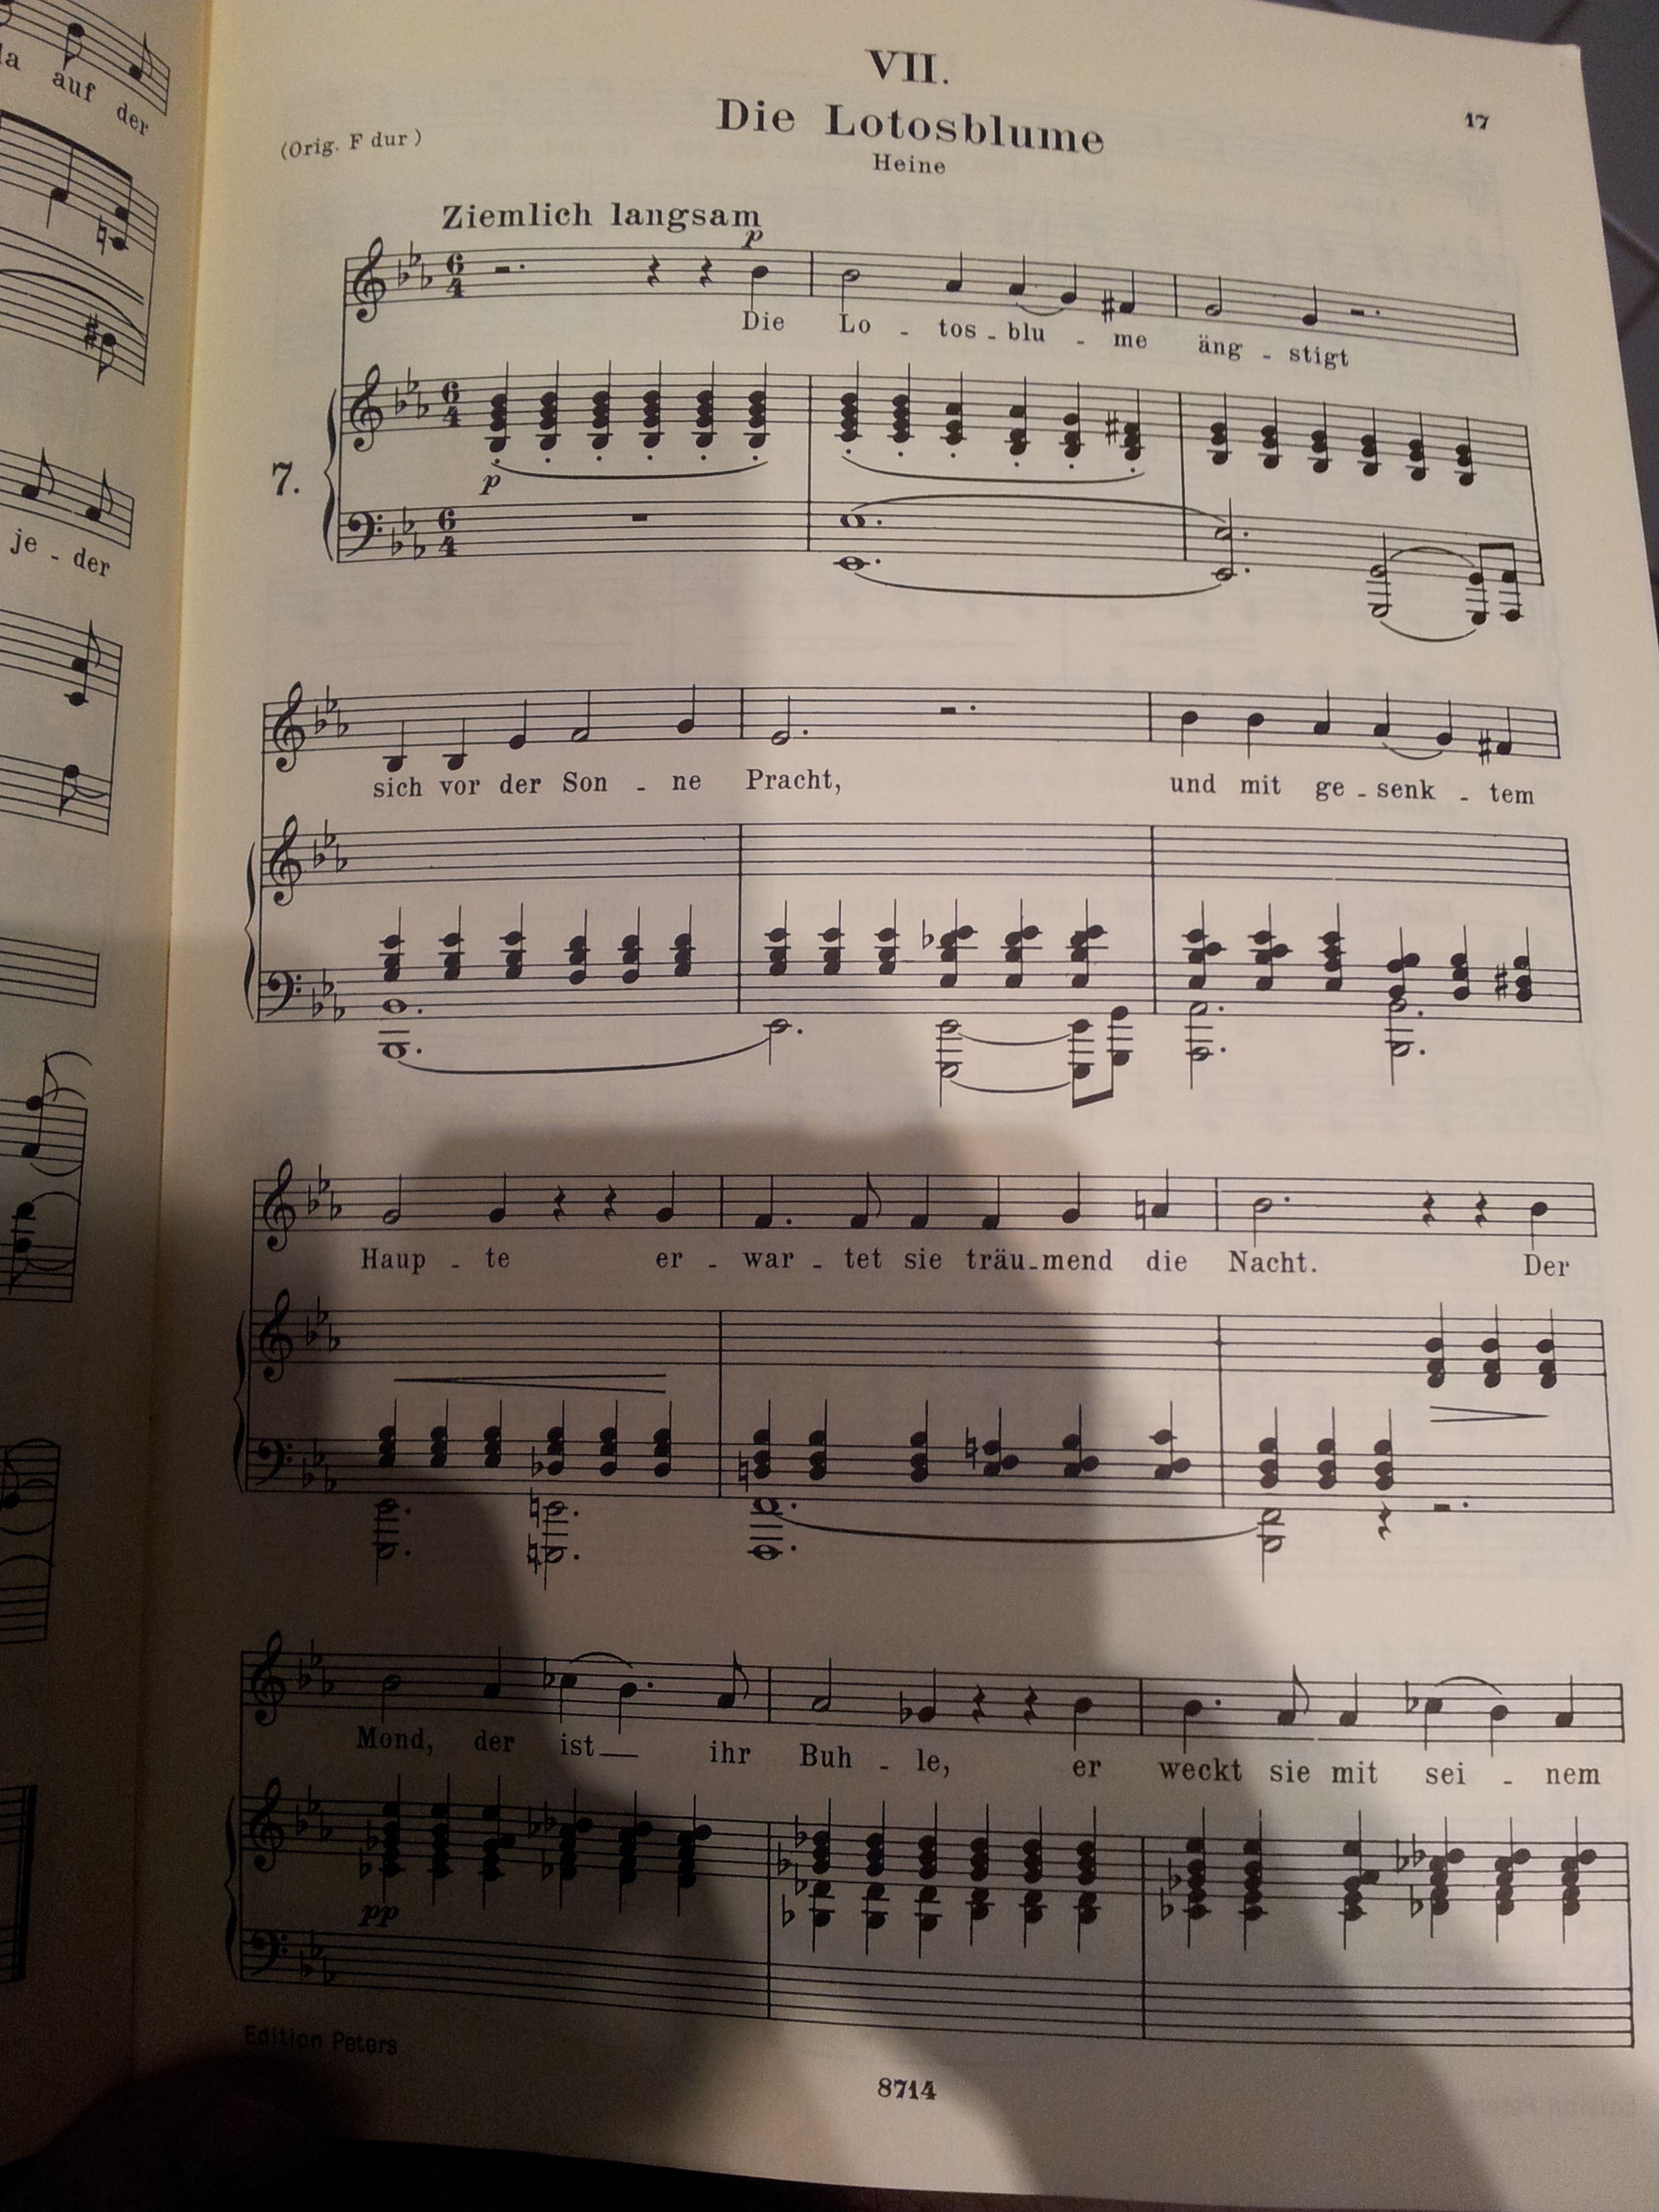 la auf der
je - der
VII.
17
Die Lotosblume
(Orig. F dur)
Heine
Ziemlich langsam
p
Die Lo - tos - blu - me äng - stigt
p
7.
sich vor der Son - ne Pracht, und mit ge - senk - tem
Haup - te er - war - tet sie träu - mend die Nacht. Der
Mond, der ist ihr Buh - le, er weckt sie mit sei - nem
pp
Edition Peters
8714